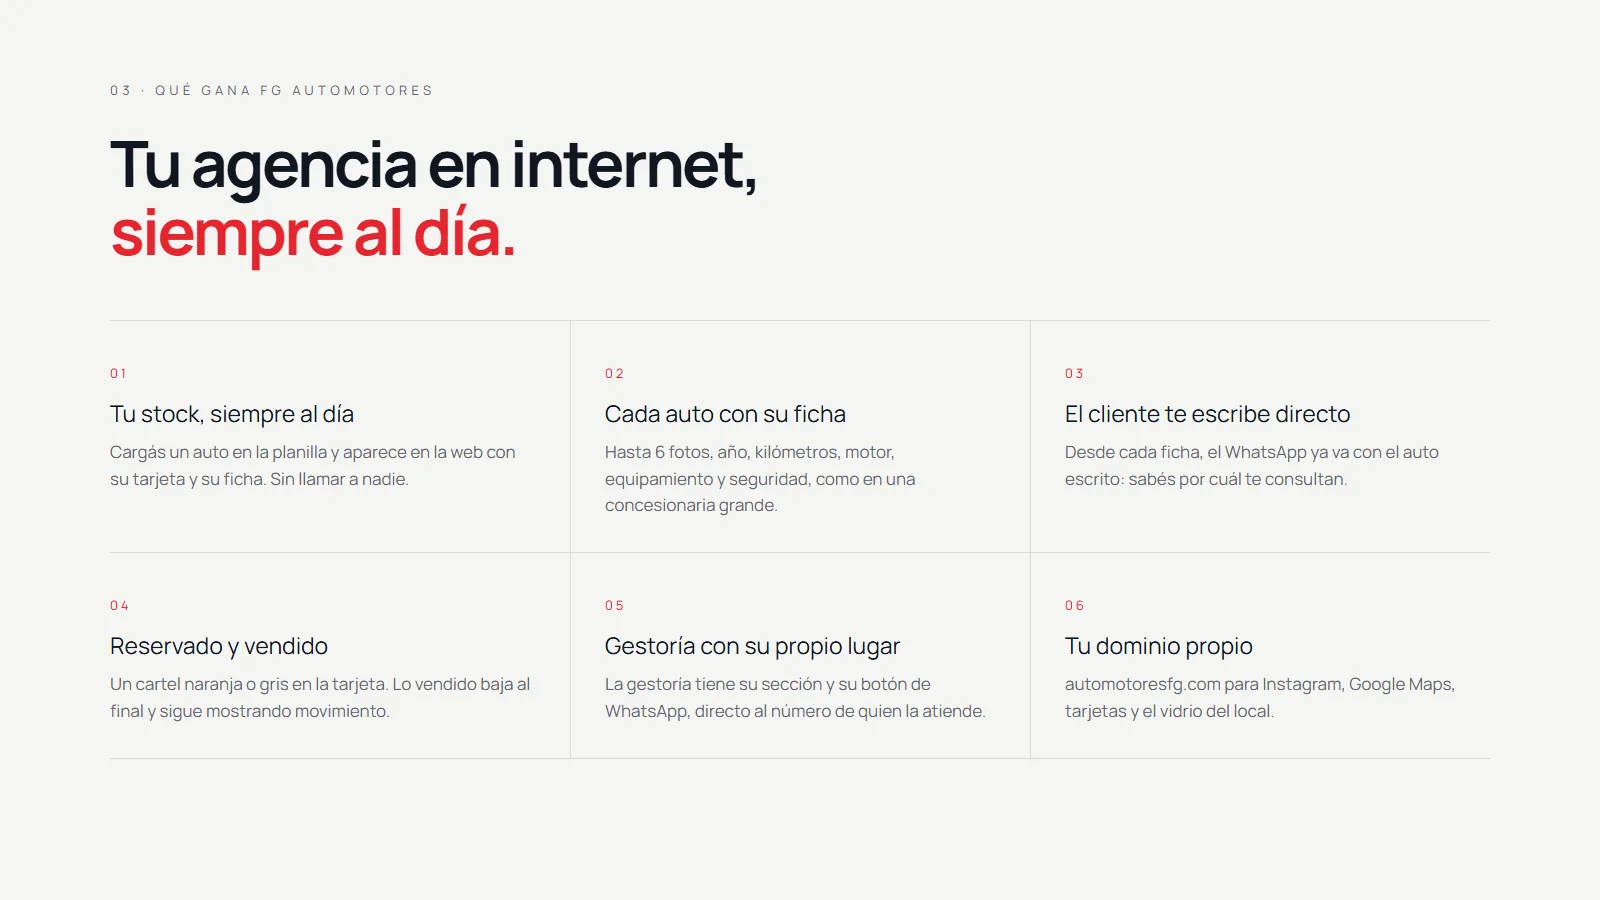 03 · QUÉ GANA FG AUTOMOTORES
Tu agencia en internet,
siempre al día.
01
Tu stock, siempre al día
Cargás un auto en la planilla y aparece en la web con
su tarjeta y su ficha. Sin llamar a nadie.
02
Cada auto con su ficha
Hasta 6 fotos, año, kilómetros, motor,
equipamiento y seguridad, como en una
concesionaria grande.
03
El cliente te escribe directo
Desde cada ficha, el WhatsApp ya va con el auto
escrito: sabés por cuál te consultan.
04
Reservado y vendido
Un cartel naranja o gris en la tarjeta. Lo vendido baja al
final y sigue mostrando movimiento.
05
Gestoría con su propio lugar
La gestoría tiene su sección y su botón de
WhatsApp, directo al número de quien la atiende.
06
Tu dominio propio
automotoresfg.com para Instagram, Google Maps,
tarjetas y el vidrio del local.